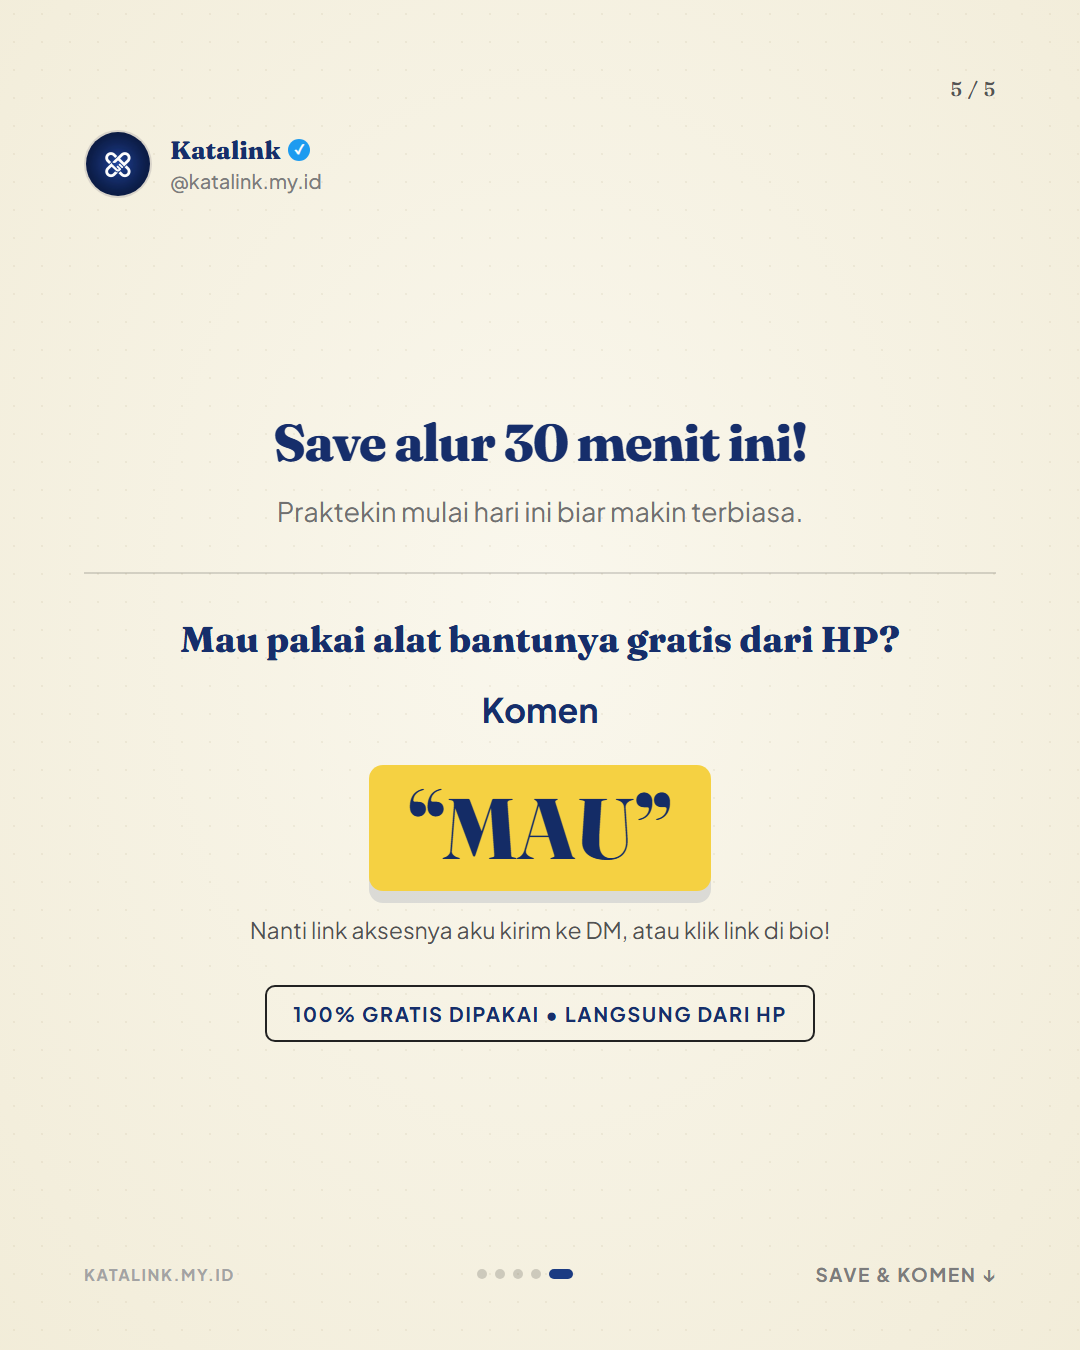 5 / 5
Katalink
@katalink.my.id
Save alur 30 menit ini!
Praktekin mulai hari ini biar makin terbiasa.
Mau pakai alat bantunya gratis dari HP?
Komen
“MAU”
Nanti link aksesnya aku kirim ke DM, atau klik link di bio!
100% GRATIS DIPAKAI • LANGSUNG DARI HP
KATALINK.MY.ID
SAVE & KOMEN ↓